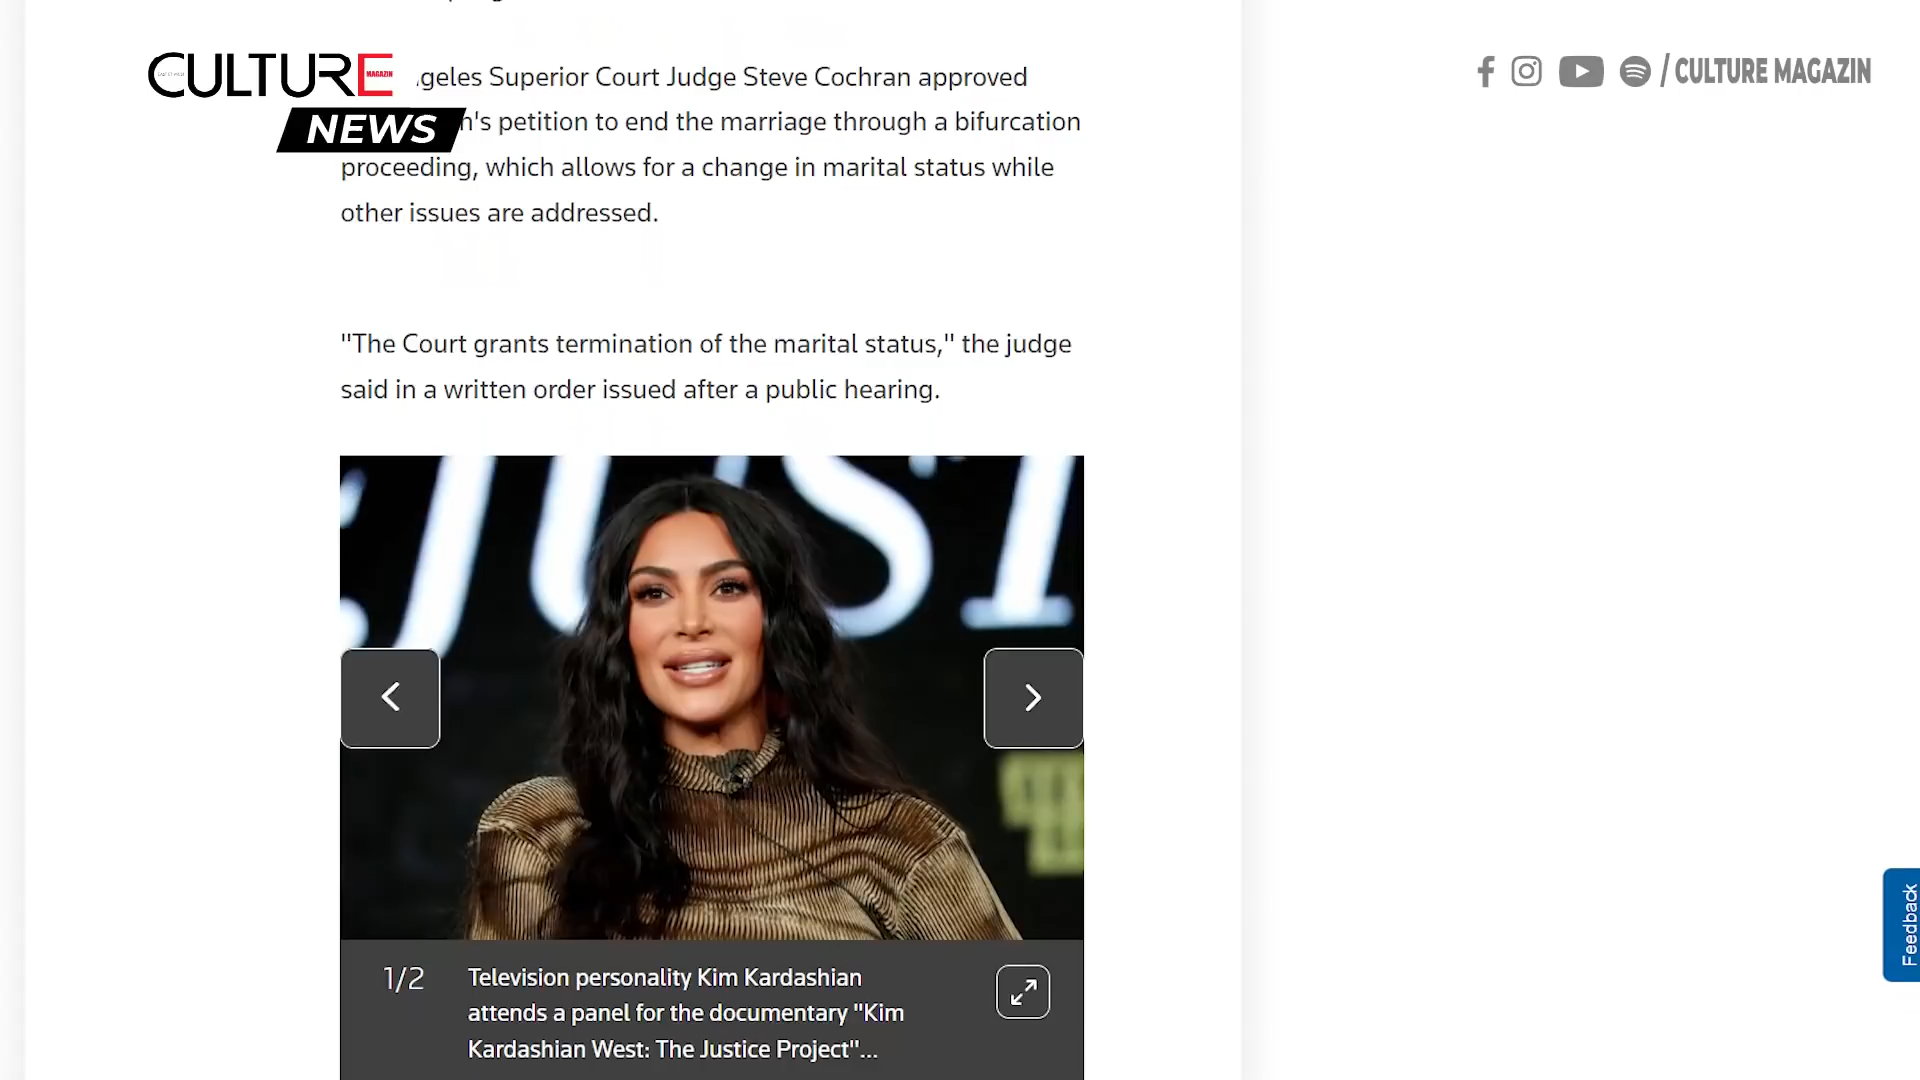 CULTURE
MAGAZIN
NEWS
/ CULTURE MAGAZIN
geles Superior Court Judge Steve Cochran approved
n's petition to end the marriage through a bifurcation
proceeding, which allows for a change in marital status while
other issues are addressed.
"The Court grants termination of the marital status," the judge
said in a written order issued after a public hearing.
JUST
1/2
Television personality Kim Kardashian
attends a panel for the documentary "Kim
Kardashian West: The Justice Project"...
Feedback